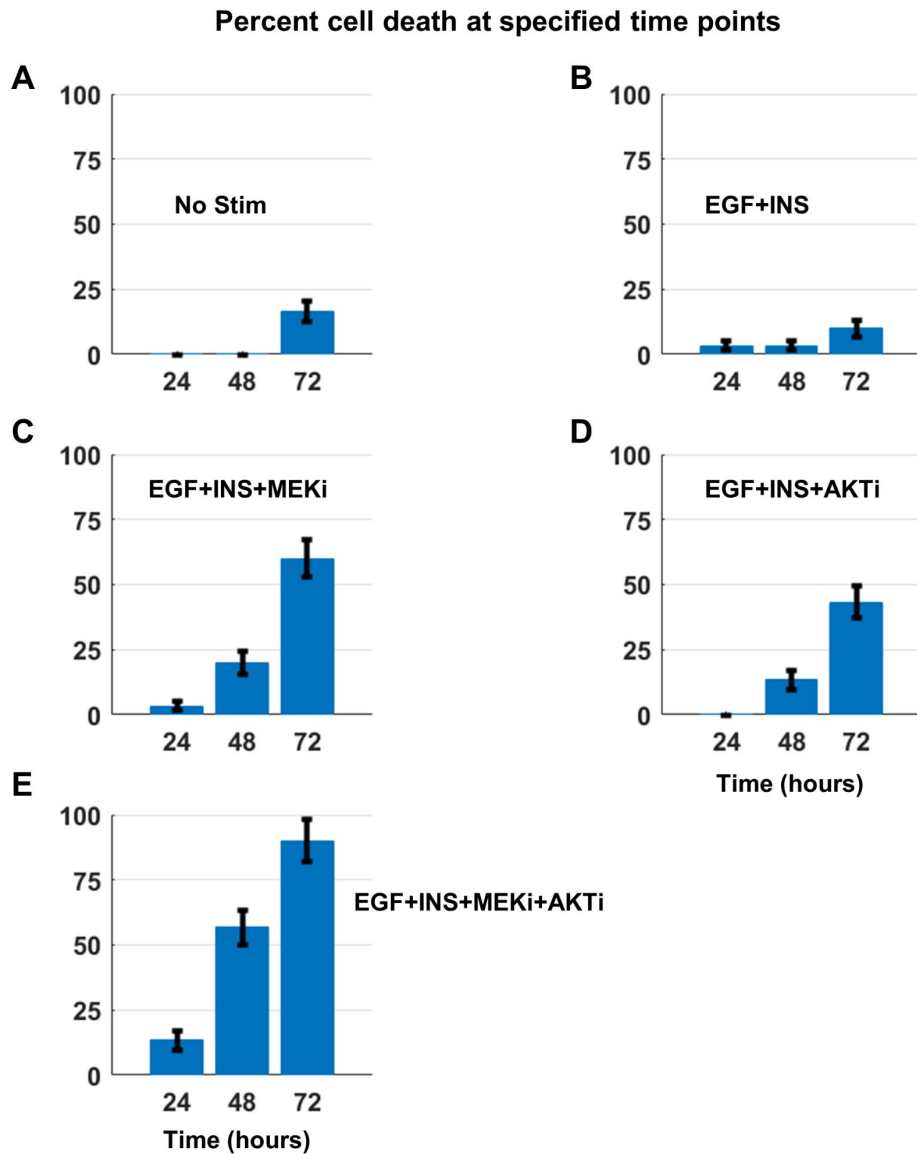 Percent cell death at specified time points
A
100
75
50
25
0
No Stim
24 48 72
B
100
75
50
25
0
EGF+INS
24 48 72
C
100
75
50
25
0
EGF+INS+MEKi
24 48 72
D
100
75
50
25
0
EGF+INS+AKTi
24 48 72
Time (hours)
E
100
75
50
25
0
EGF+INS+MEKi+AKTi
24 48 72
Time (hours)